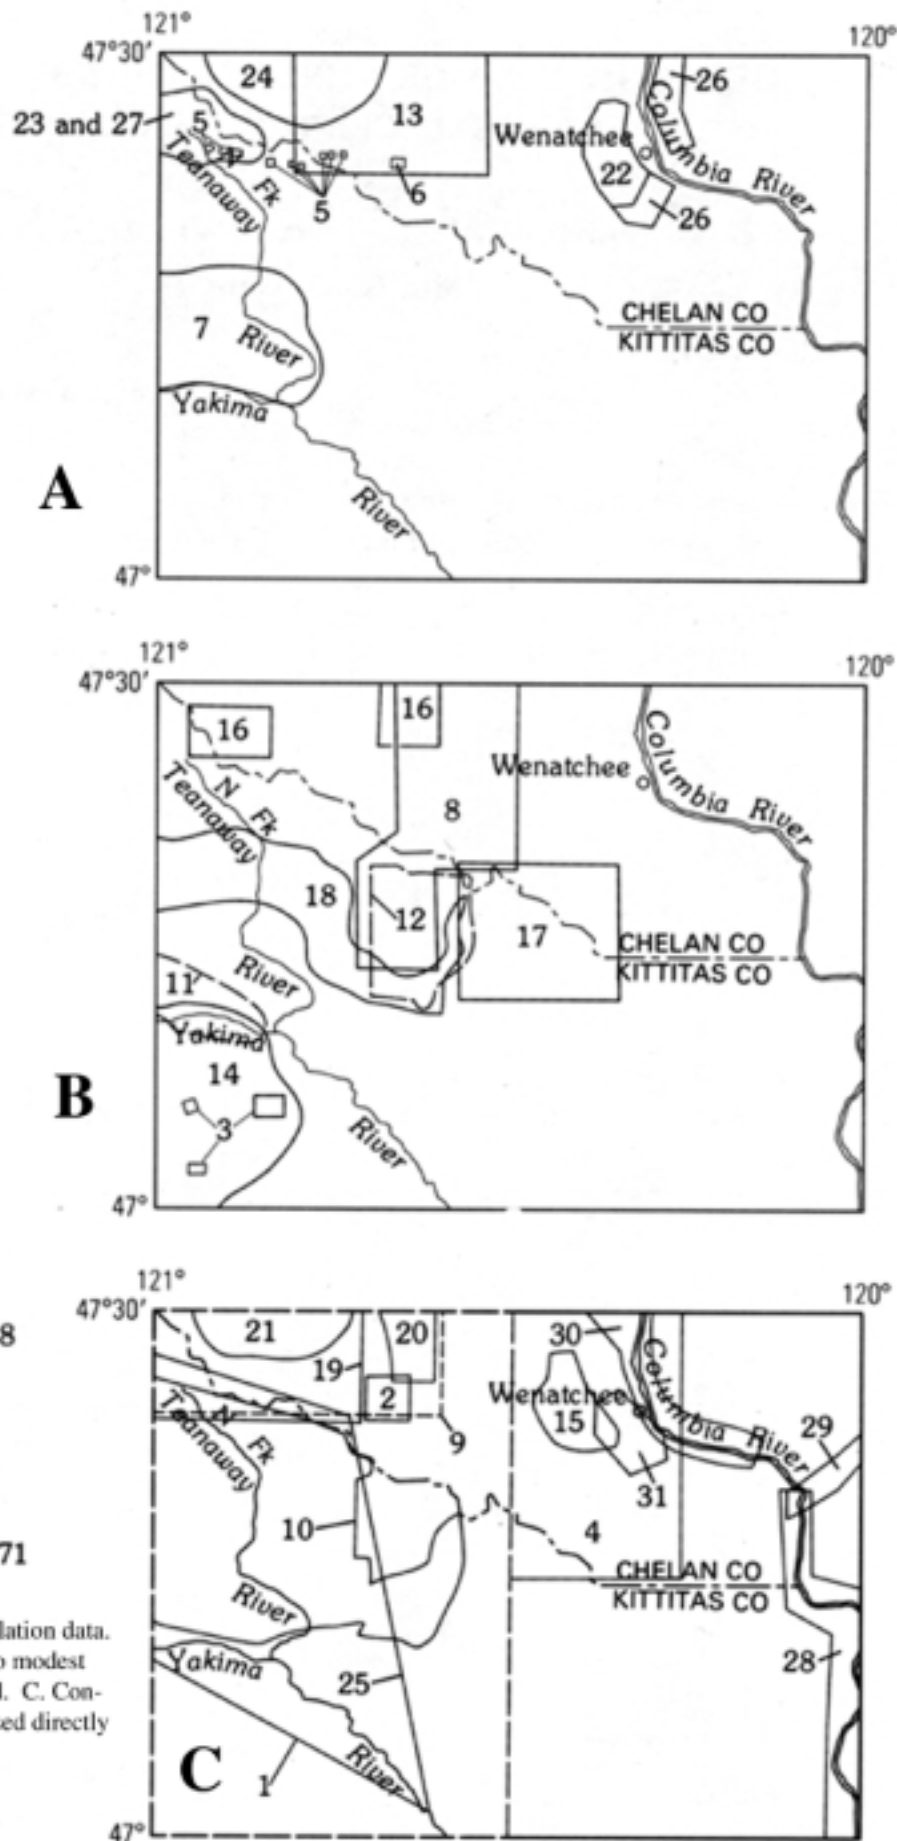 121°
120°
47°30'
24
13
26
23 and 27
5
Wenatchee
Columbia River
N Fk
Teanaway
5
6
22
26
7
River
CHELAN CO
KITTITAS CO
Yakima
A
River
47°
121°
120°
47°30'
16
16
Wenatchee
Columbia River
N Fk
Teanaway
8
18
12
17
CHELAN CO
KITTITAS CO
11
River
Yakima
14
B
3
River
47°
121°
120°
47°30'
21
20
30
8
19
2
Wenatchee
Columbia River
N Fk
Teanaway
15
9
29
31
10
4
71
CHELAN CO
KITTITAS CO
River
lation data.
modest
Yakima
25
28
C. Con-
ed directly
C
1
River
47°